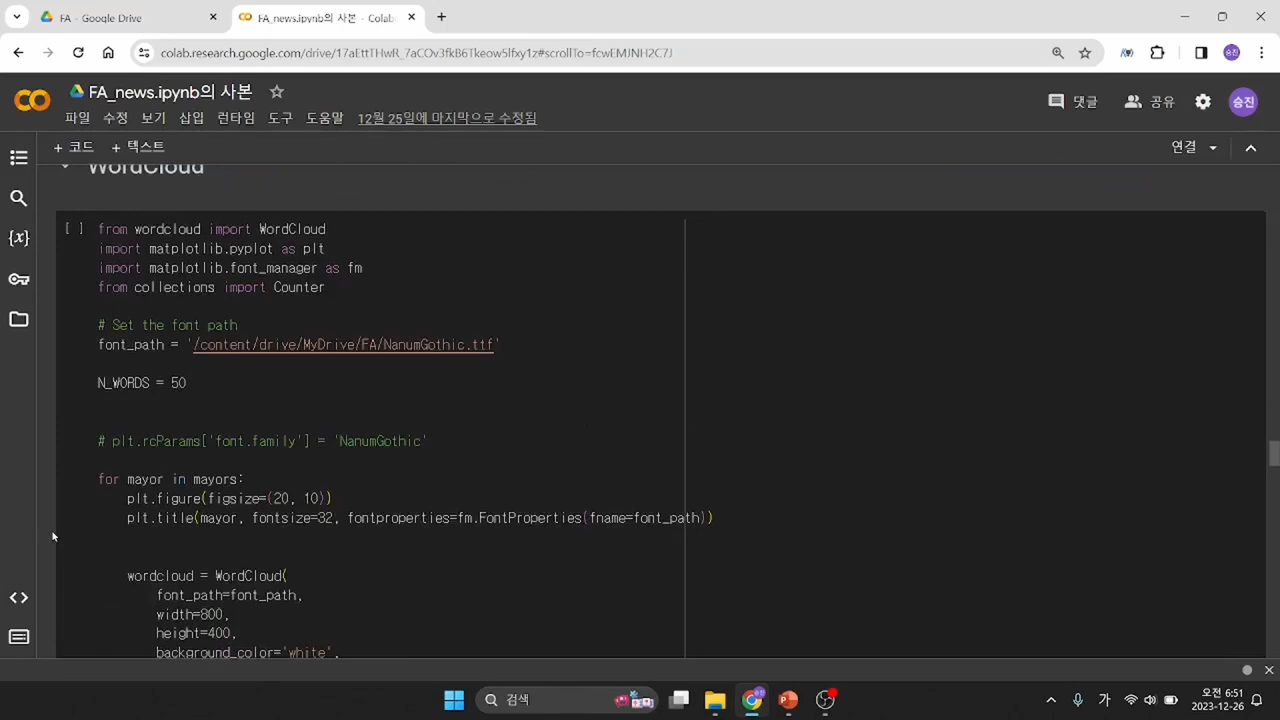 FA - Google Drive
FA_news.ipynb의 사본 - Colab
colab.research.google.com/drive/17aEttTHwR_7aCOv3fkB6Tkeow5lfxy1z#scrollTo=fcwEMJNH2C7J
승진
FA_news.ipynb의 사본
댓글
공유
승진
파일 수정 보기 삽입 런타임 도구 도움말 12월 25일에 마지막으로 수정됨
+ 코드 + 텍스트
연결
WordCloud
[ ] from wordcloud import WordCloud
import matplotlib.pyplot as plt
import matplotlib.font_manager as fm
from collections import Counter
# Set the font path
font_path = '/content/drive/MyDrive/FA/NanumGothic.ttf'
N_WORDS = 50
# plt.rcParams['font.family'] = 'NanumGothic'
for mayor in mayors:
plt.figure(figsize=(20, 10))
plt.title(mayor, fontsize=32, fontproperties=fm.FontProperties(fname=font_path))
wordcloud = WordCloud(
font_path=font_path,
width=800,
height=400,
background_color='white',
검색
가
오전 6:51
2023-12-26